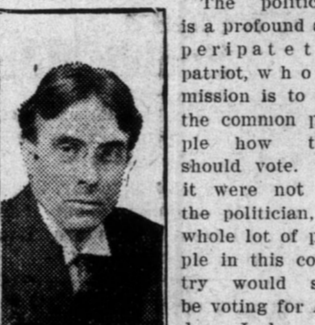 The politic
is a profound a
peripatet
patriot, who
mission is to
the common p
ple how t
should vote.
it were not
the politician,
whole lot of p
ple in this co
try would s
be voting for